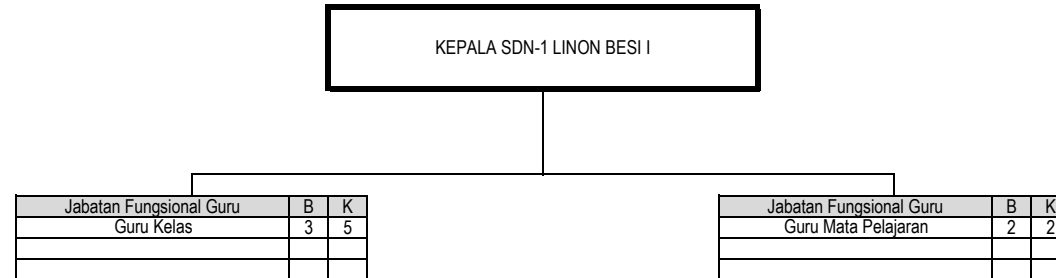 KEPALA SDN-1 LINON BESI I
Jabatan Fungsional Guru B K
Guru Kelas 3 5
Jabatan Fungsional Guru B K
Guru Mata Pelajaran 2 2